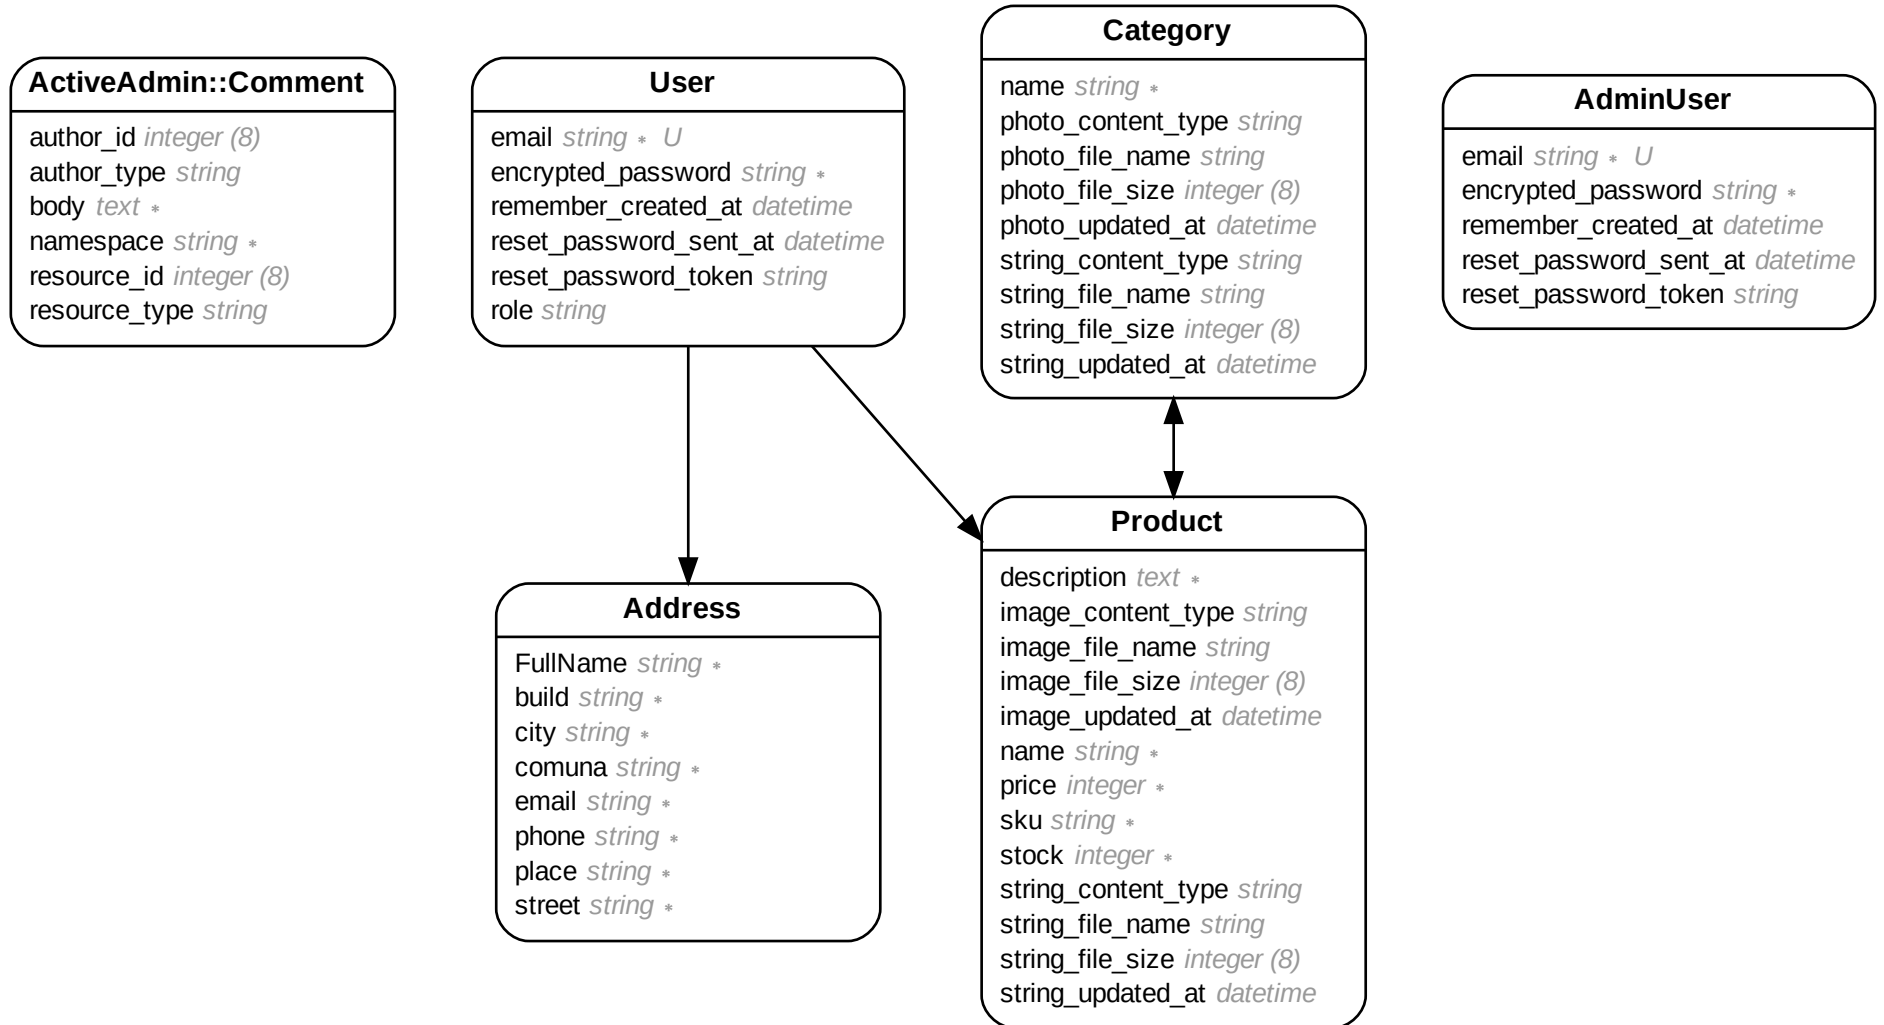 ActiveAdmin::Comment
author_id integer (8)
author_type string
body text *
namespace string *
resource_id integer (8)
resource_type string
User
email string * U
encrypted_password string *
remember_created_at datetime
reset_password_sent_at datetime
reset_password_token string
role string
Category
name string *
photo_content_type string
photo_file_name string
photo_file_size integer (8)
photo_updated_at datetime
string_content_type string
string_file_name string
string_file_size integer (8)
string_updated_at datetime
AdminUser
email string * U
encrypted_password string *
remember_created_at datetime
reset_password_sent_at datetime
reset_password_token string
Address
FullName string *
build string *
city string *
comuna string *
email string *
phone string *
place string *
street string *
Product
description text *
image_content_type string
image_file_name string
image_file_size integer (8)
image_updated_at datetime
name string *
price integer *
sku string *
stock integer *
string_content_type string
string_file_name string
string_file_size integer (8)
string_updated_at datetime